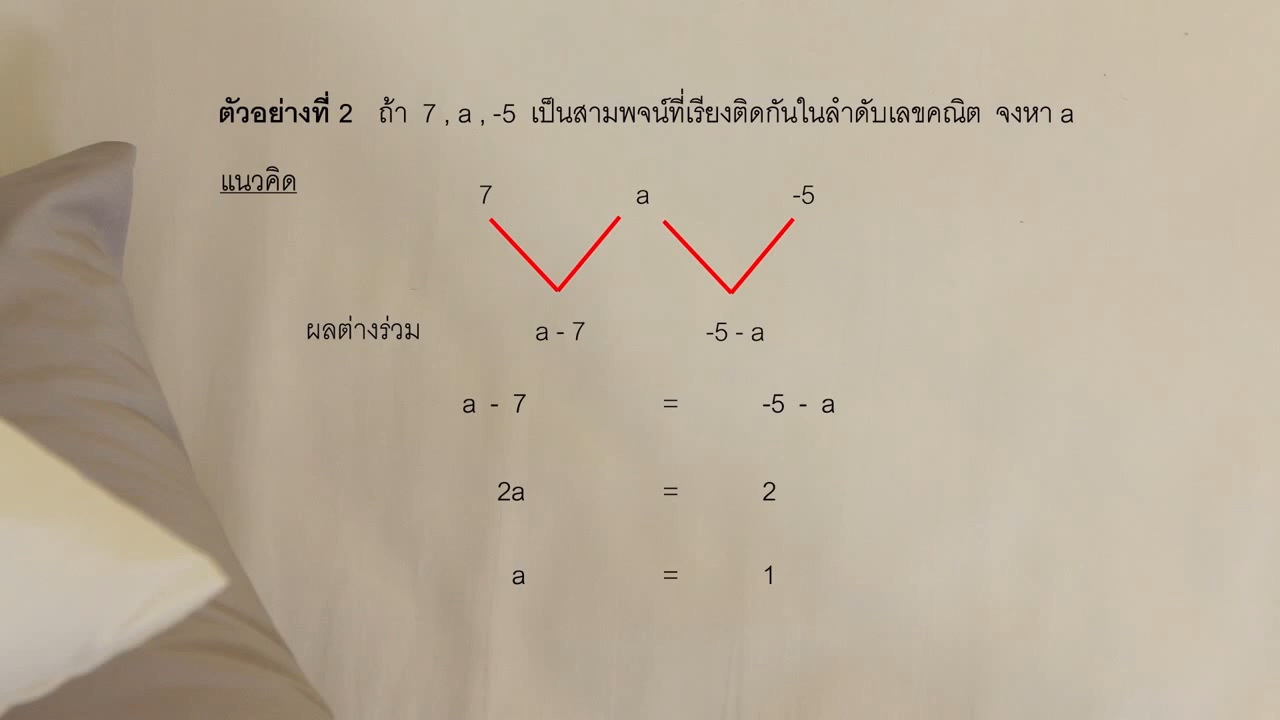 ตัวอย่างที่ 2 ถ้า 7 , a , -5 เป็นสามพจน์ที่เรียงติดกันในลำดับเลขคณิต จงหา a
แนวคิด
7 a -5
ผลต่างร่วม a - 7 -5 - a
a - 7 = -5 - a
2a = 2
a = 1